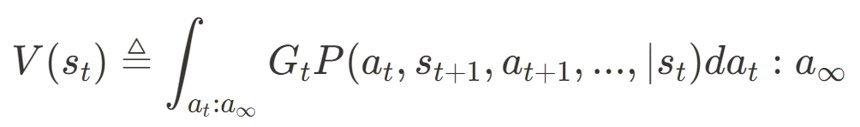 V(s_t) ≜ ∫_{a_t:a_∞} G_t P(a_t, s_{t+1}, a_{t+1}, ..., |s_t) da_t : a_∞